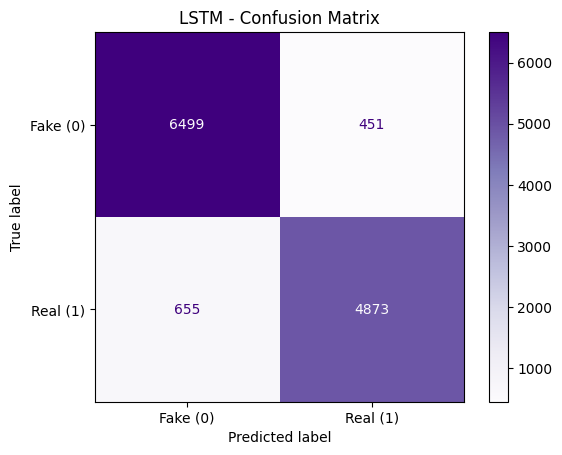 LSTM - Confusion Matrix
True label
Fake (0)
6499 451
Real (1)
655 4873
Fake (0) Real (1)
Predicted label
6000
5000
4000
3000
2000
1000